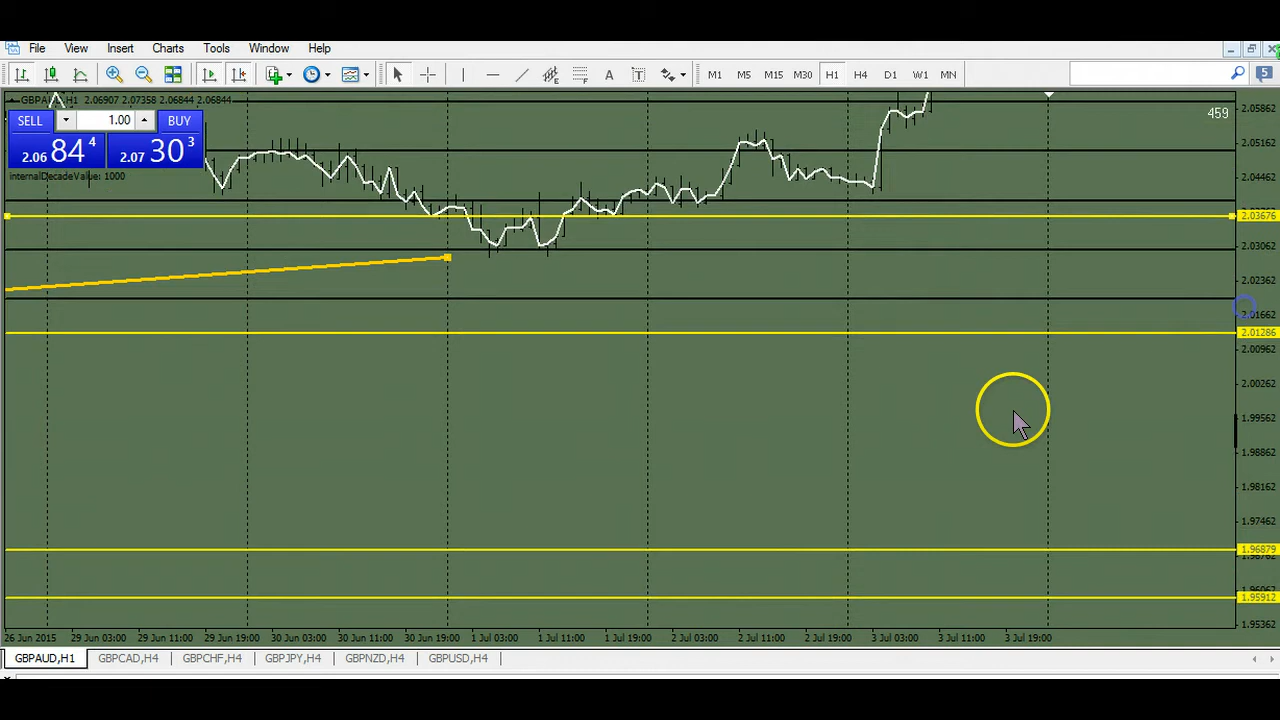 File View Insert Charts Tools Window Help
A T M1 M5 M15 M30 H1 H4 D1 W1 MN 5
2.06907 2.07358 2.06844 2.06844
SELL 1.00 BUY
2.06 84 4 2.07 30 3
internalDecadeValue: 1000
459
2.05862
2.05162
2.04462
2.03676
2.03062
2.02362
2.01662
2.01286
2.00962
2.00262
1.99562
1.98862
1.98162
1.97462
1.96879
1.95912
1.95362
26 Jun 2015 29 Jun 03:00 29 Jun 11:00 29 Jun 19:00 30 Jun 03:00 30 Jun 11:00 30 Jun 19:00 1 Jul 03:00 1 Jul 11:00 1 Jul 19:00 2 Jul 03:00 2 Jul 11:00 2 Jul 19:00 3 Jul 03:00 3 Jul 11:00 3 Jul 19:00
GBPAUD,H1 GBPCAD,H4 GBPCHF,H4 GBPJPY,H4 GBPNZD,H4 GBPUSD,H4